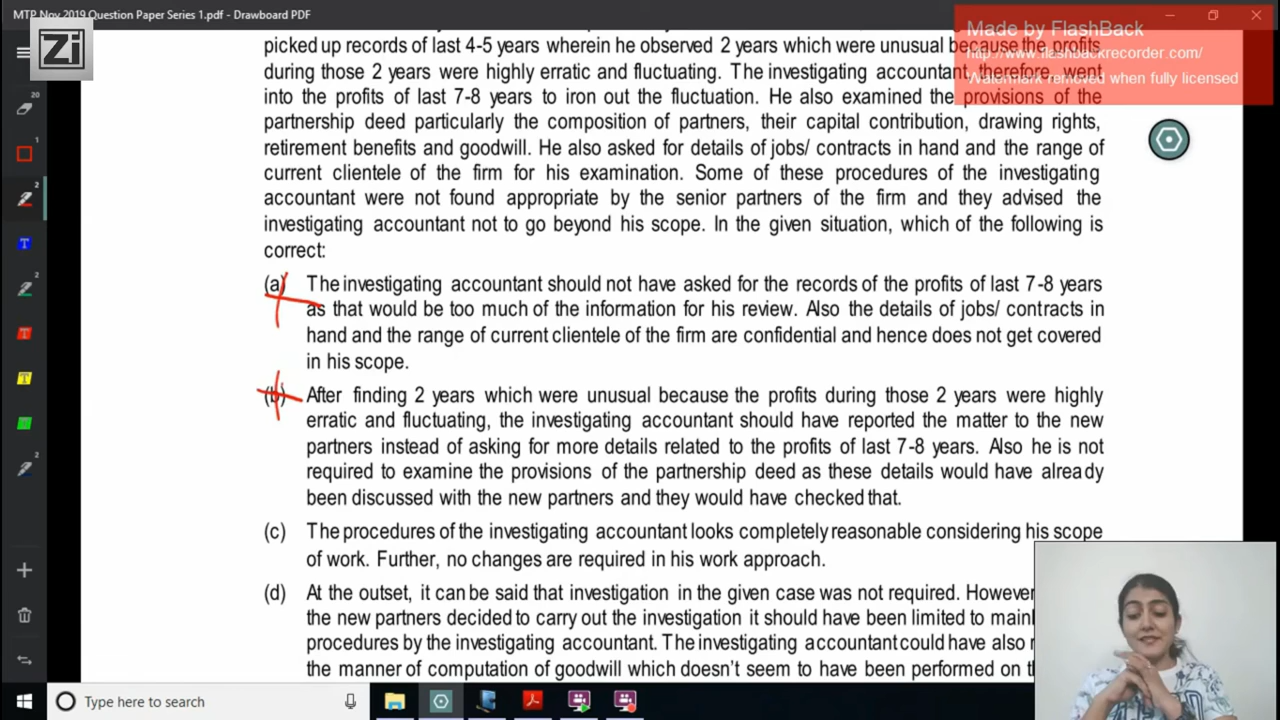 MTP Nov 2019 Question Paper Series 1.pdf - Drawboard PDF
Zi
Made by FlashBack
http://www.flashbackrecorder.com/
Watermark removed when fully licensed
picked up records of last 4-5 years wherein he observed 2 years which were unusual because the profits
during those 2 years were highly erratic and fluctuating. The investigating accountant, therefore, went
into the profits of last 7-8 years to iron out the fluctuation. He also examined the provisions of the
partnership deed particularly the composition of partners, their capital contribution, drawing rights,
retirement benefits and goodwill. He also asked for details of jobs/ contracts in hand and the range of
current clientele of the firm for his examination. Some of these procedures of the investigating
accountant were not found appropriate by the senior partners of the firm and they advised the
investigating accountant not to go beyond his scope. In the given situation, which of the following is
correct:
(a) The investigating accountant should not have asked for the records of the profits of last 7-8 years
as that would be too much of the information for his review. Also the details of jobs/ contracts in
hand and the range of current clientele of the firm are confidential and hence does not get covered
in his scope.
(b) After finding 2 years which were unusual because the profits during those 2 years were highly
erratic and fluctuating, the investigating accountant should have reported the matter to the new
partners instead of asking for more details related to the profits of last 7-8 years. Also he is not
required to examine the provisions of the partnership deed as these details would have already
been discussed with the new partners and they would have checked that.
(c) The procedures of the investigating accountant looks completely reasonable considering his scope
of work. Further, no changes are required in his work approach.
(d) At the outset, it can be said that investigation in the given case was not required. However
the new partners decided to carry out the investigation it should have been limited to
procedures by the investigating accountant. The investigating accountant could have also
the manner of computation of goodwill which doesn't seem to have been performed on
20
2
2
2
Type here to search